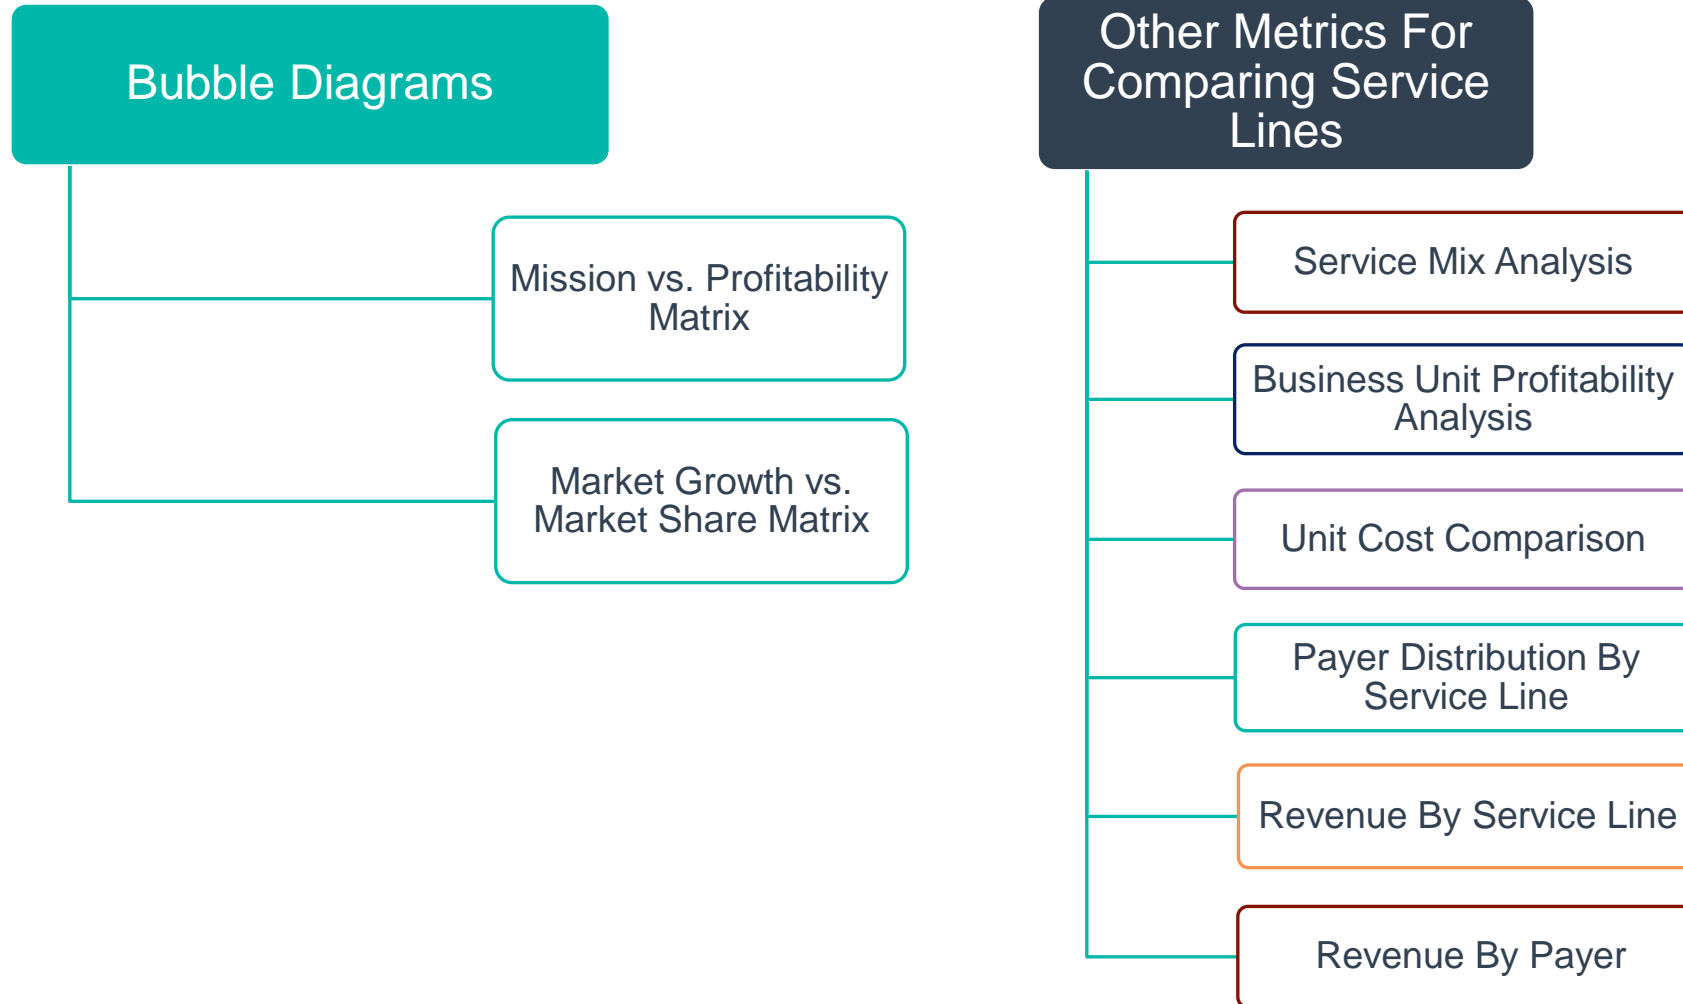 Bubble Diagrams
Mission vs. Profitability
Matrix
Market Growth vs.
Market Share Matrix
Other Metrics For
Comparing Service
Lines
Service Mix Analysis
Business Unit Profitability
Analysis
Unit Cost Comparison
Payer Distribution By
Service Line
Revenue By Service Line
Revenue By Payer